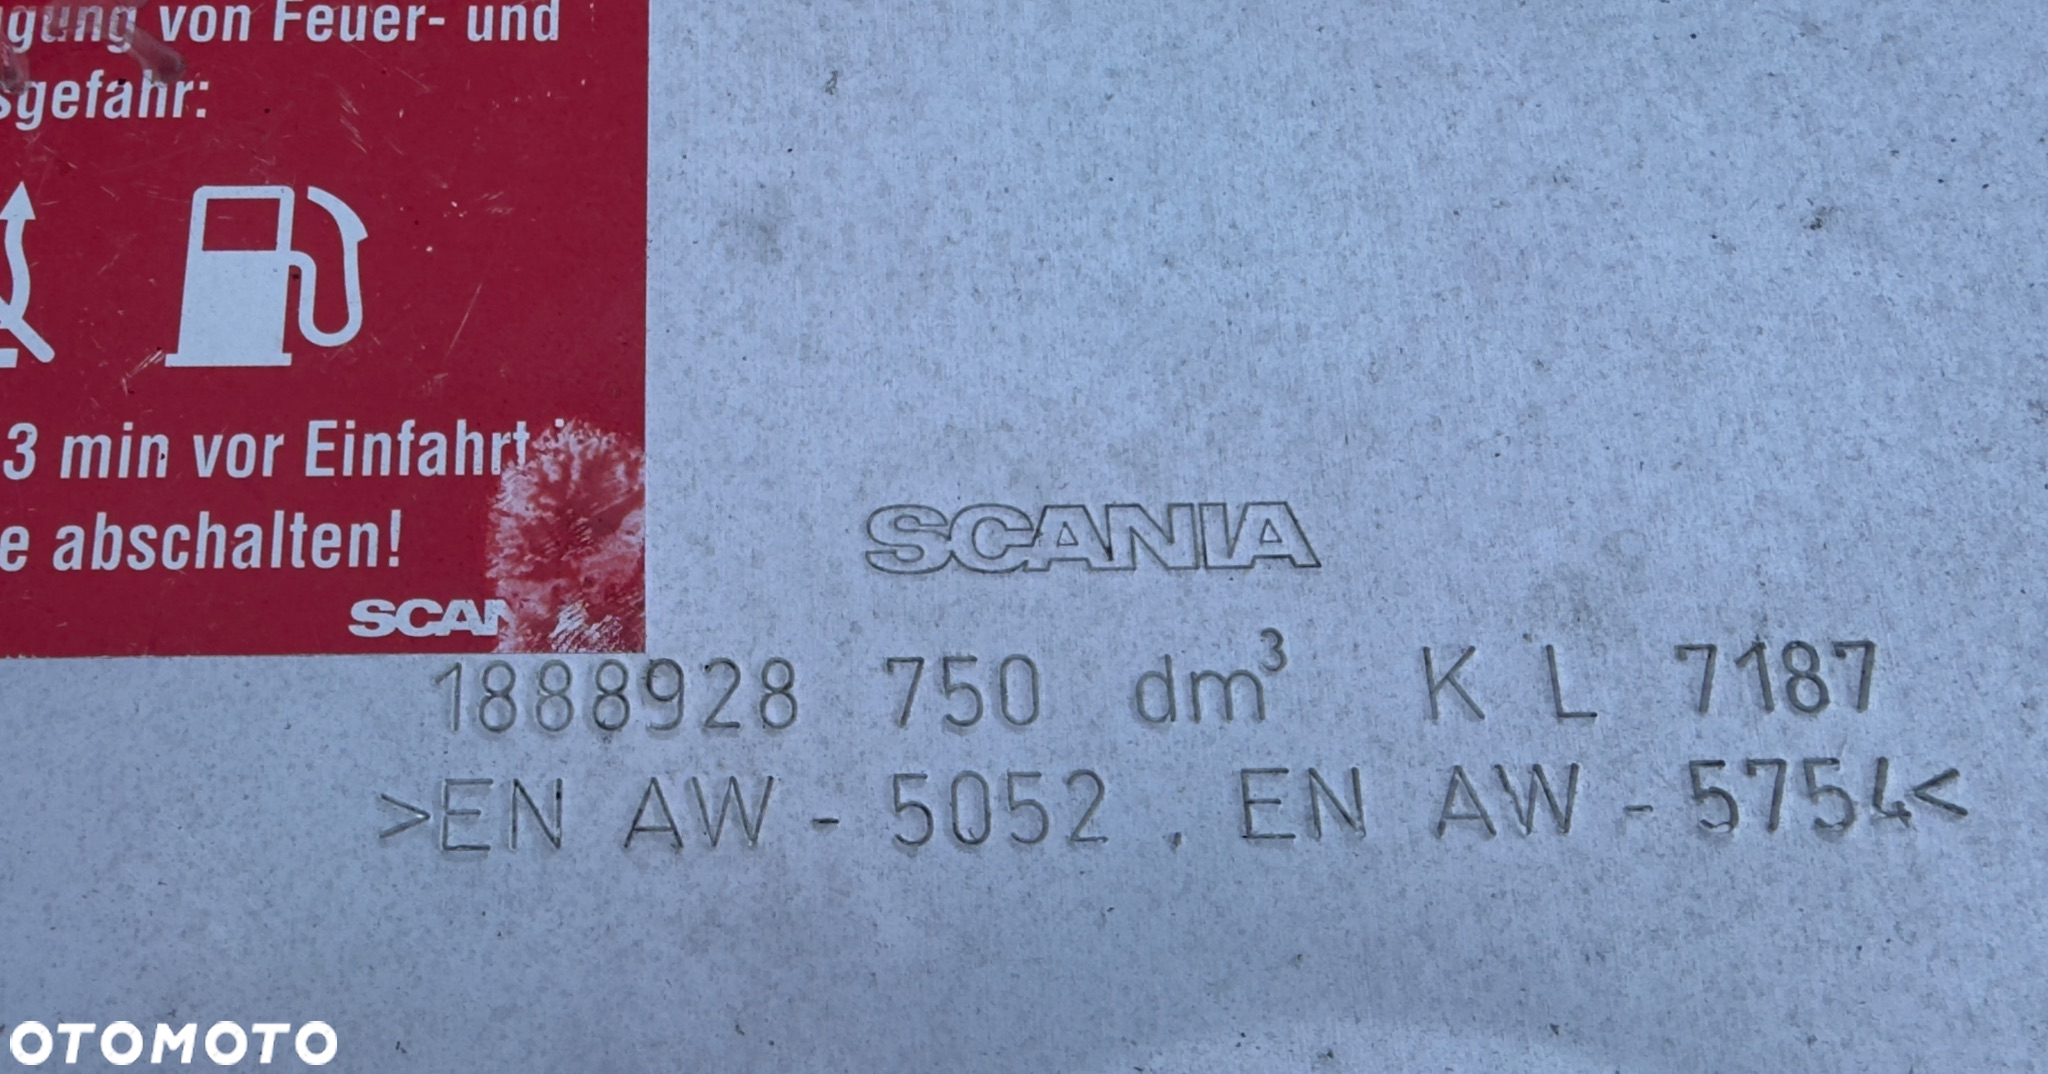 gung von Feuer- und
sgefahr:
3 min vor Einfahrt
e abschalten!
SCAN
SCANIA
1888928 750 dm³ K L 7187
>EN AW - 5052 . EN AW - 5754<
OTOMOTO